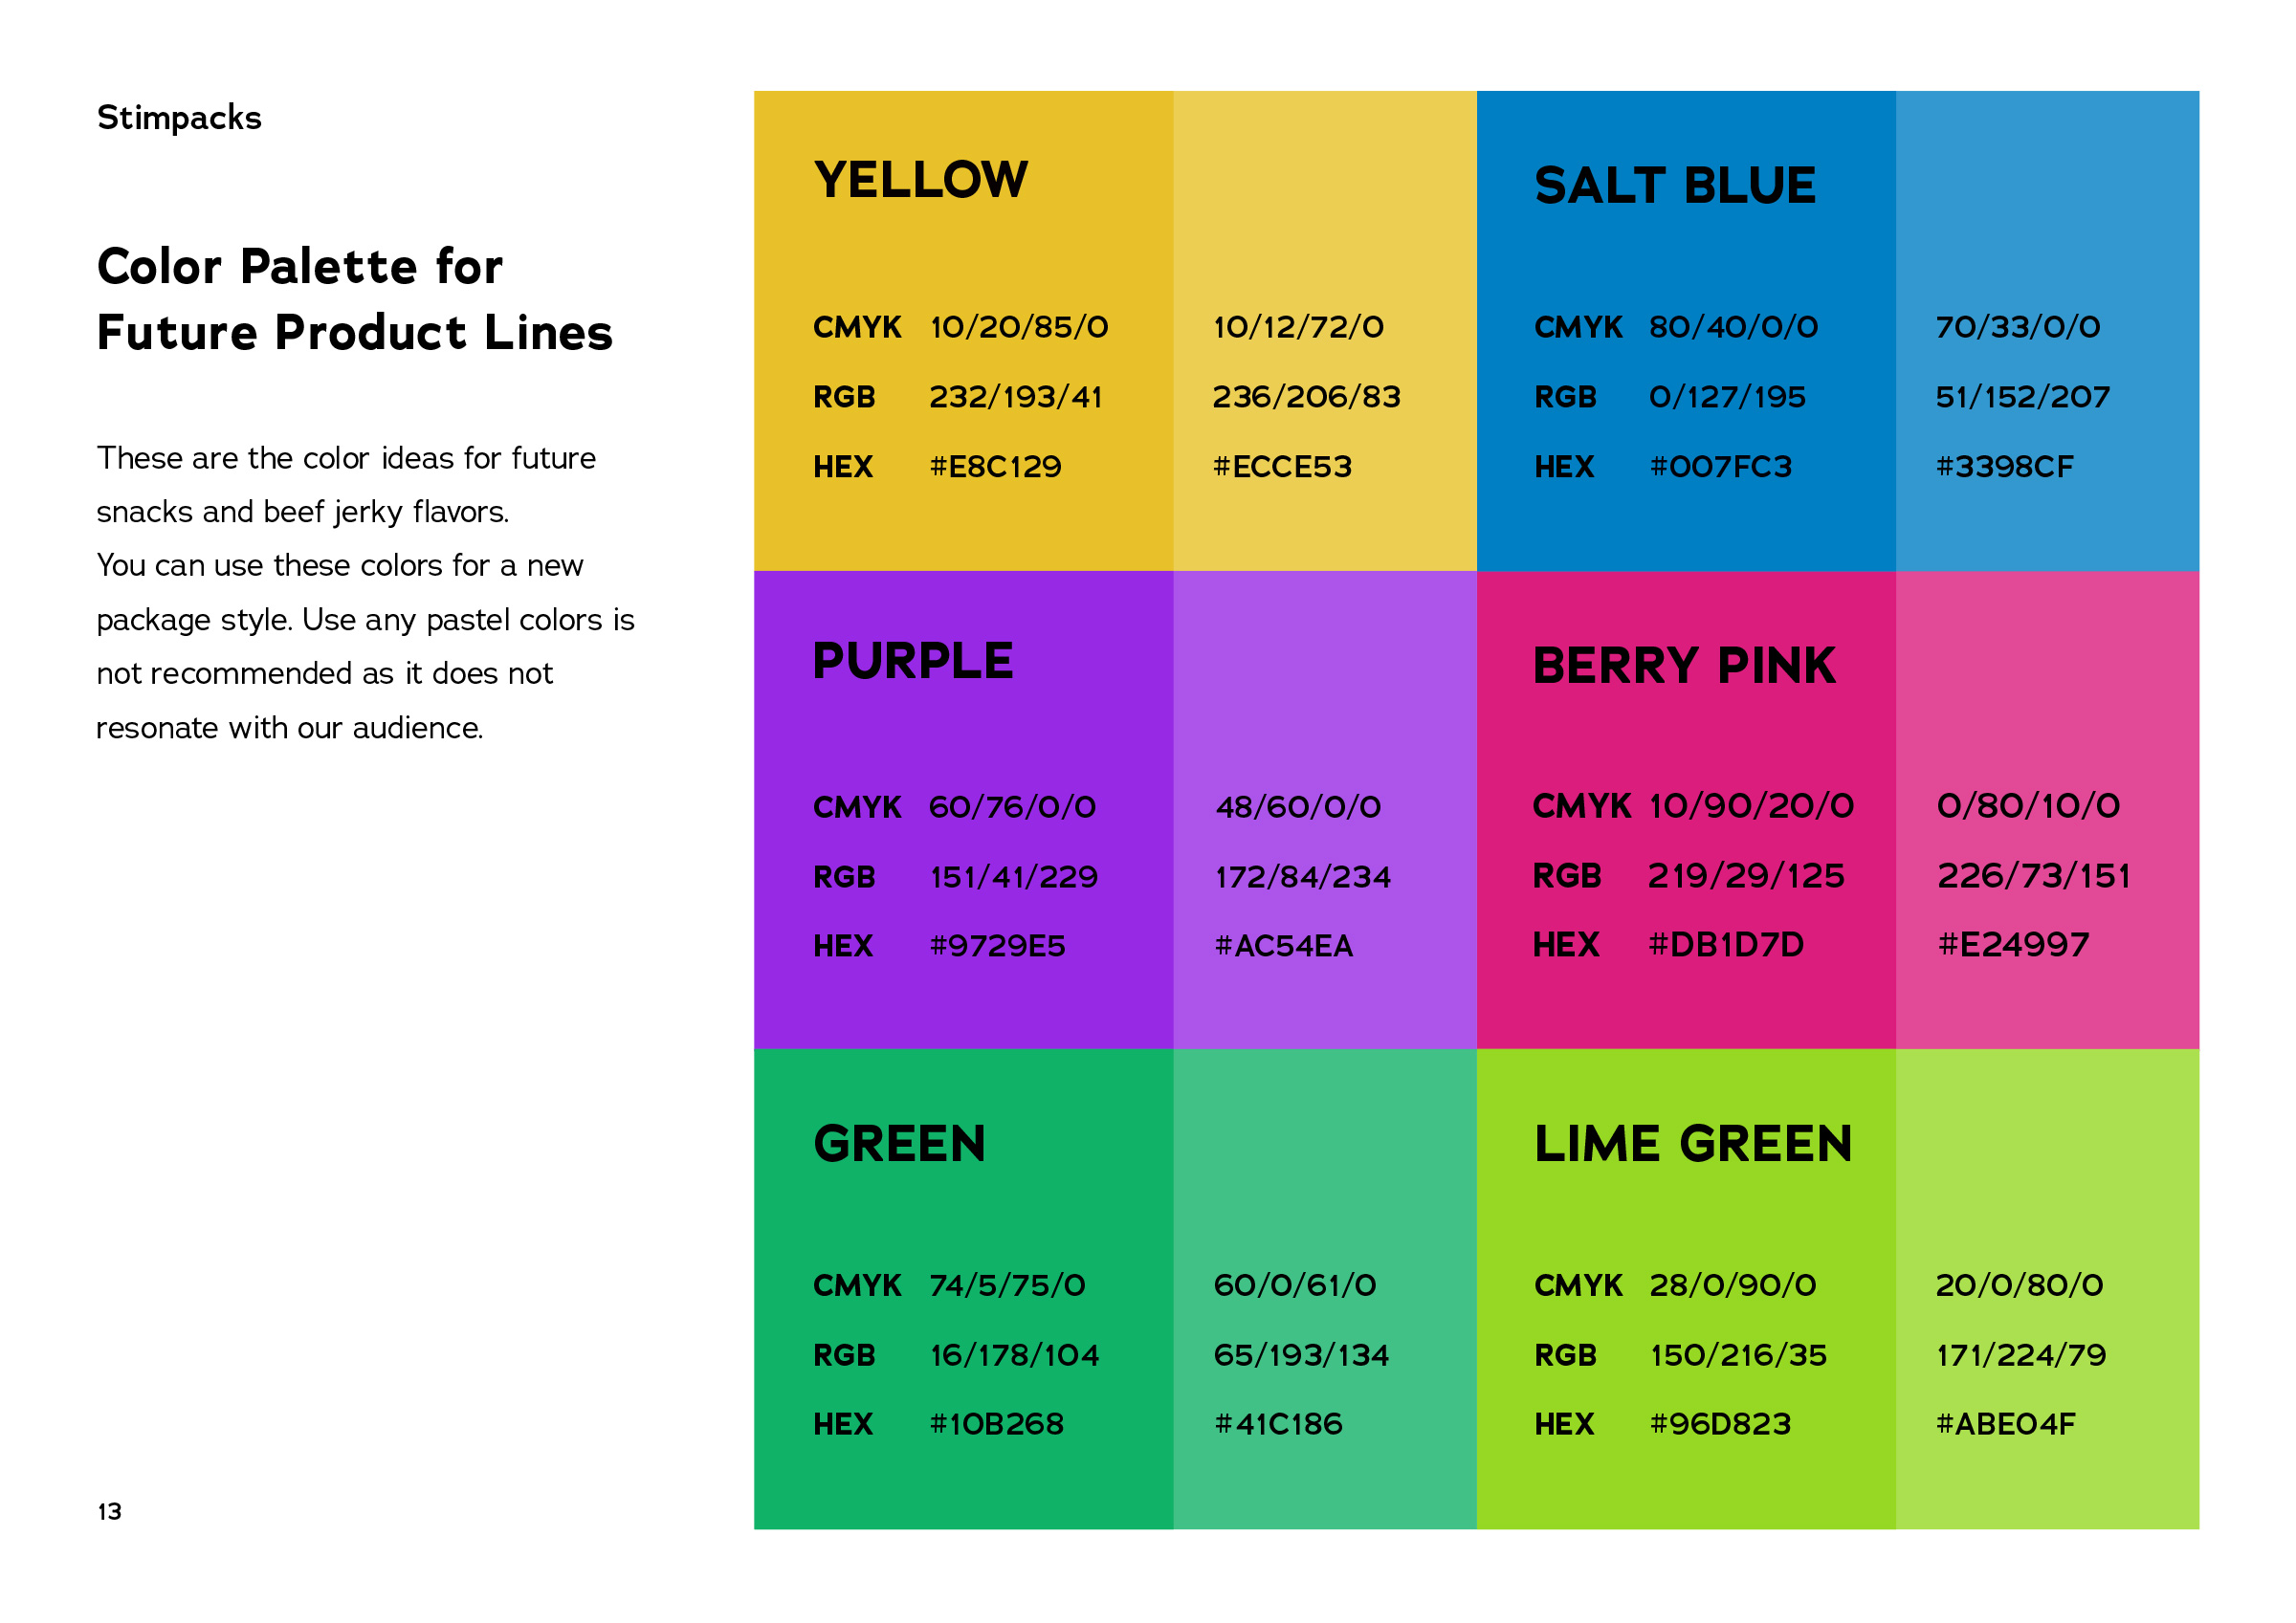 Stimpacks
Color Palette for
Future Product Lines
These are the color ideas for future
snacks and beef jerky flavors.
You can use these colors for a new
package style. Use any pastel colors is
not recommended as it does not
resonate with our audience.
13
YELLOW
CMYK 10/20/85/0 10/12/72/0
RGB 232/193/41 236/206/83
HEX #E8C129 #ECCE53
SALT BLUE
CMYK 80/40/0/0 70/33/0/0
RGB 0/127/195 51/152/207
HEX #007FC3 #3398CF
PURPLE
CMYK 60/76/0/0 48/60/0/0
RGB 151/41/229 172/84/234
HEX #9729E5 #AC54EA
BERRY PINK
CMYK 10/90/20/0 0/80/10/0
RGB 219/29/125 226/73/151
HEX #DB1D7D #E24997
GREEN
CMYK 74/5/75/0 60/0/61/0
RGB 16/178/104 65/193/134
HEX #10B268 #41C186
LIME GREEN
CMYK 28/0/90/0 20/0/80/0
RGB 150/216/35 171/224/79
HEX #96D823 #ABE04F